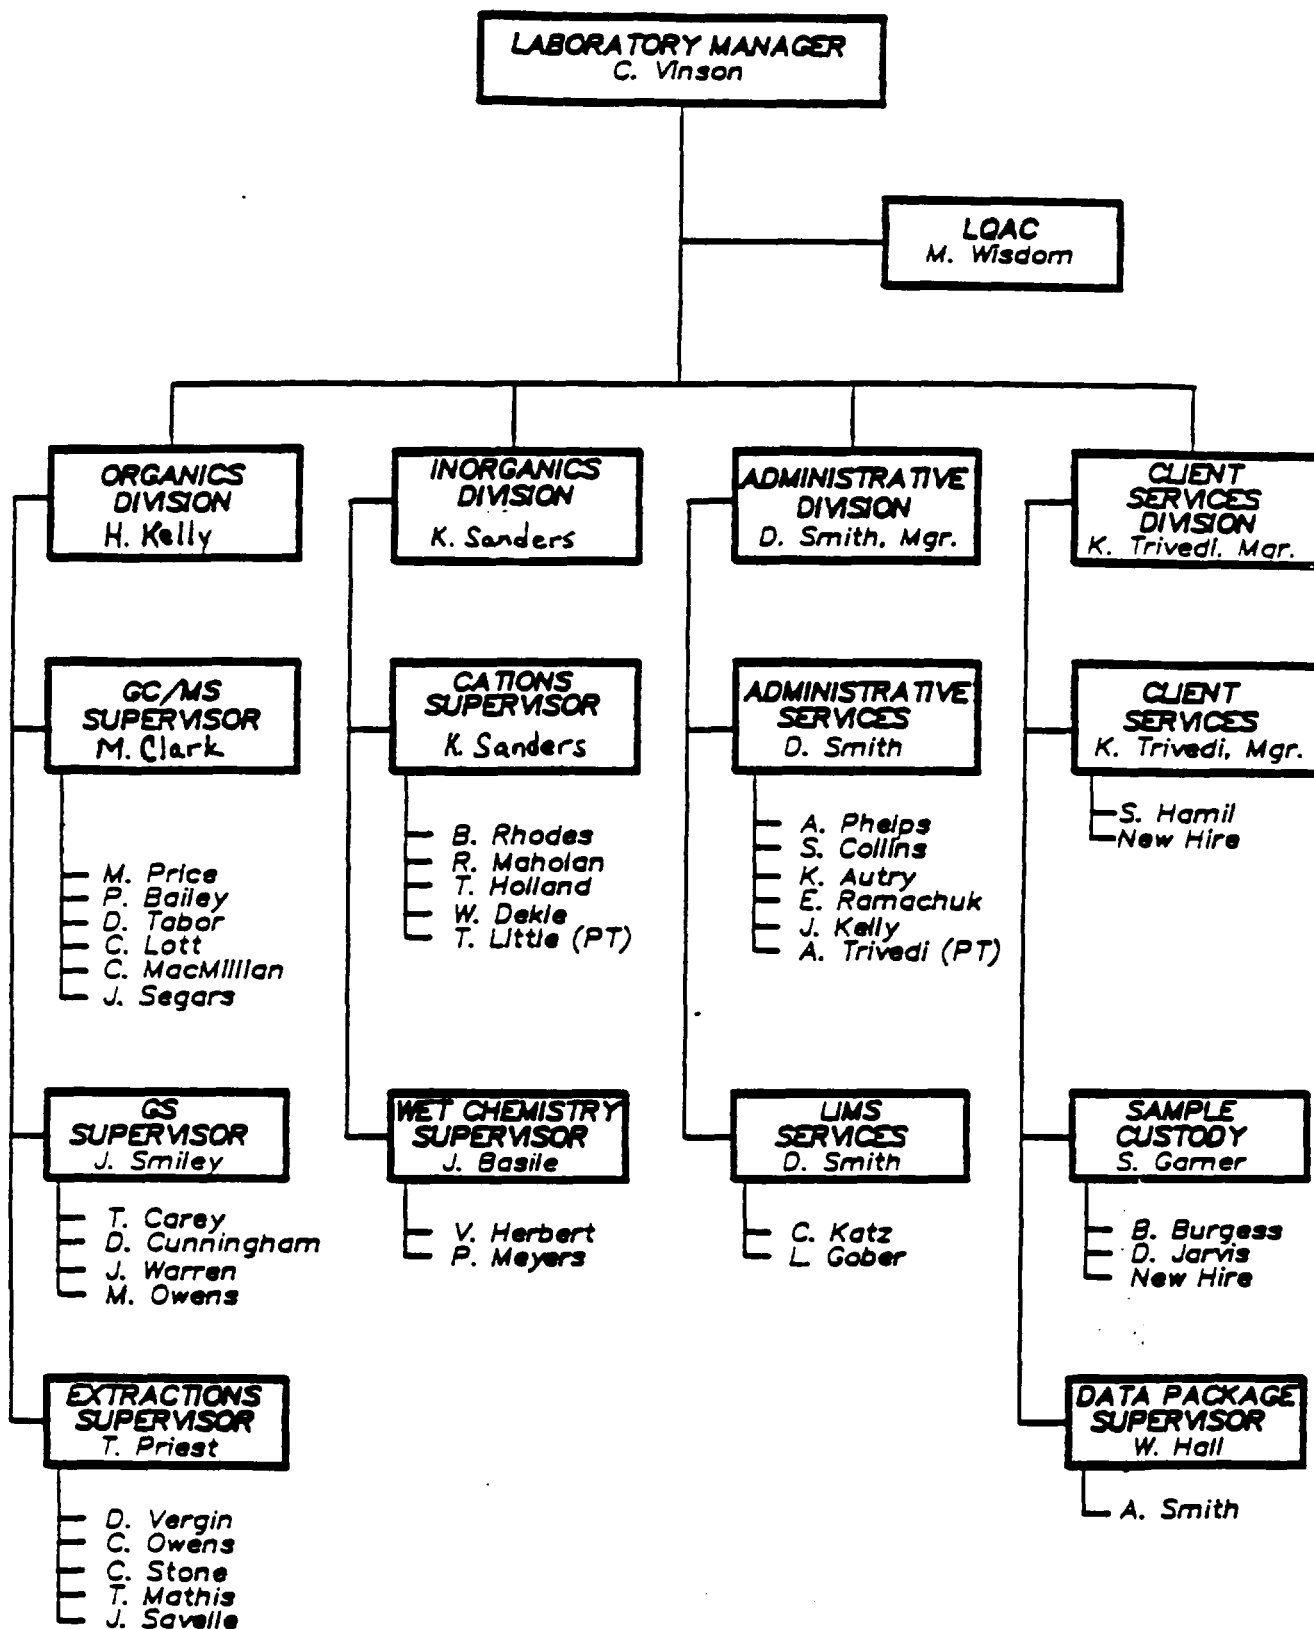 LABORATORY MANAGER
C. Vinson
LQAC
M. Wisdom
ORGANICS
DIVISION
H. Kelly
INORGANICS
DIVISION
K. Sanders
ADMINISTRATIVE
DIVISION
D. Smith, Mgr.
CLIENT
SERVICES
DIVISION
K. Trivedi, Mgr.
GC/MS
SUPERVISOR
M. Clark
M. Price
P. Bailey
D. Tabor
C. Lott
C. MacMillian
J. Segars
CATIONS
SUPERVISOR
K. Sanders
B. Rhodes
R. Maholan
T. Holland
W. Dekle
T. Little (PT)
ADMINISTRATIVE
SERVICES
D. Smith
A. Phelps
S. Collins
K. Autry
E. Ramachuk
J. Kelly
A. Trivedi (PT)
CLIENT
SERVICES
K. Trivedi, Mgr.
S. Hamil
New Hire
GS
SUPERVISOR
J. Smiley
T. Carey
D. Cunningham
J. Warren
M. Owens
WET CHEMISTRY
SUPERVISOR
J. Basile
V. Herbert
P. Meyers
LIMS
SERVICES
D. Smith
C. Katz
L. Gober
SAMPLE
CUSTODY
S. Garner
B. Burgess
D. Jarvis
New Hire
EXTRACTIONS
SUPERVISOR
T. Priest
D. Vergin
C. Owens
C. Stone
T. Mathis
J. Savelle
DATA PACKAGE
SUPERVISOR
W. Hall
A. Smith